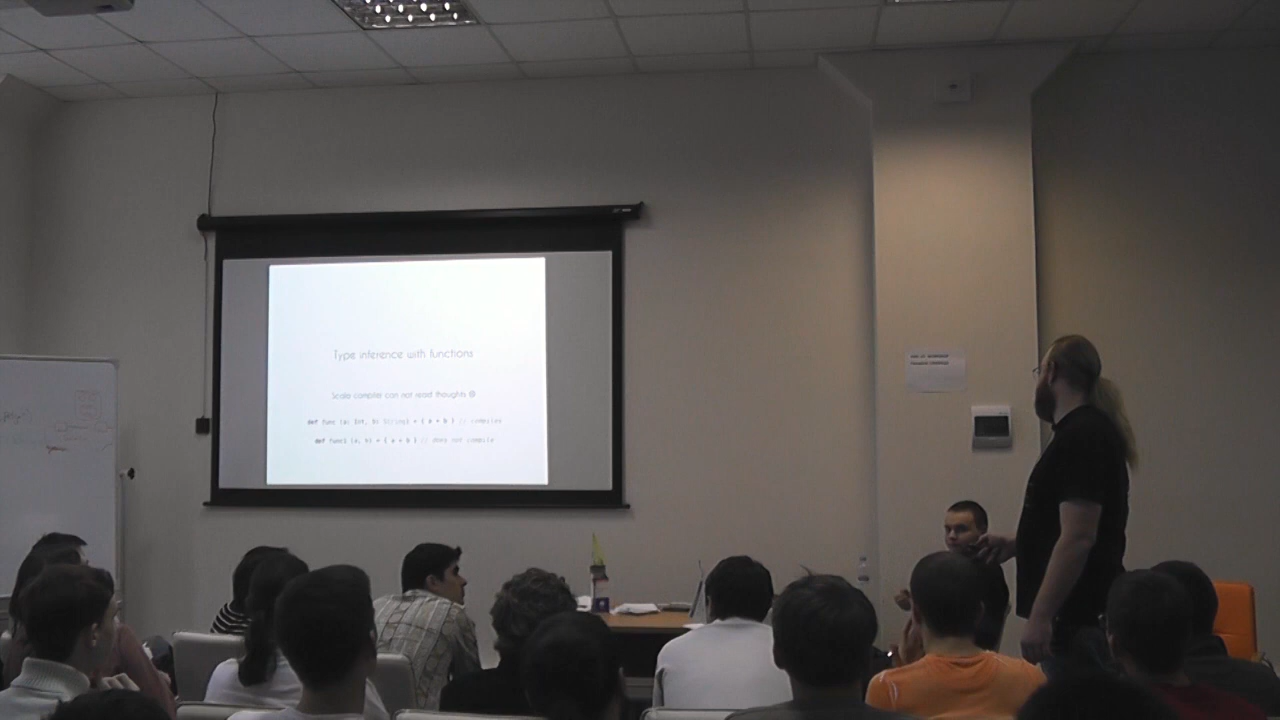 Type inference with functions
Scala compiler can not read thoughts ☹
def func (a: Int, b: String) = { a + b } // compiles
def func1 (a, b) = { a + b } // does not compile